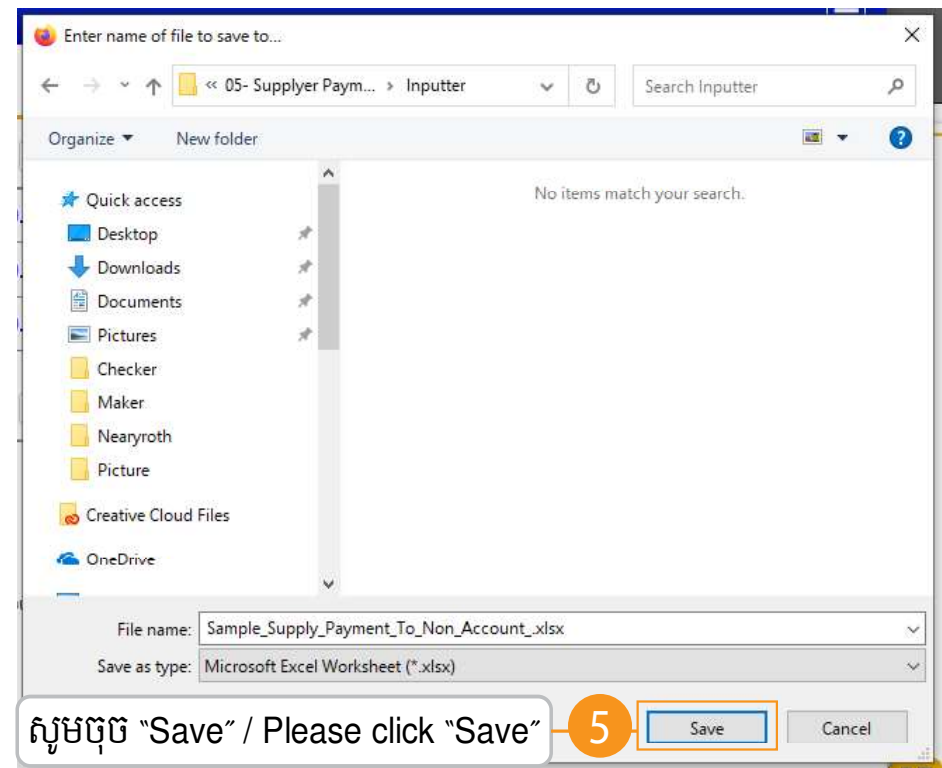 Enter name of file to save to...
« 05- Supplyer Paym... › Inputter
Search Inputter
Organize
New folder
?
No items match your search.
Quick access
Desktop
Downloads
Documents
Pictures
Checker
Maker
Nearyroth
Picture
Creative Cloud Files
OneDrive
File name: Sample_Supply_Payment_To_Non_Account_.xlsx
Save as type: Microsoft Excel Worksheet (*.xlsx)
សូមចុច “Save” / Please click “Save”
5
Save
Cancel